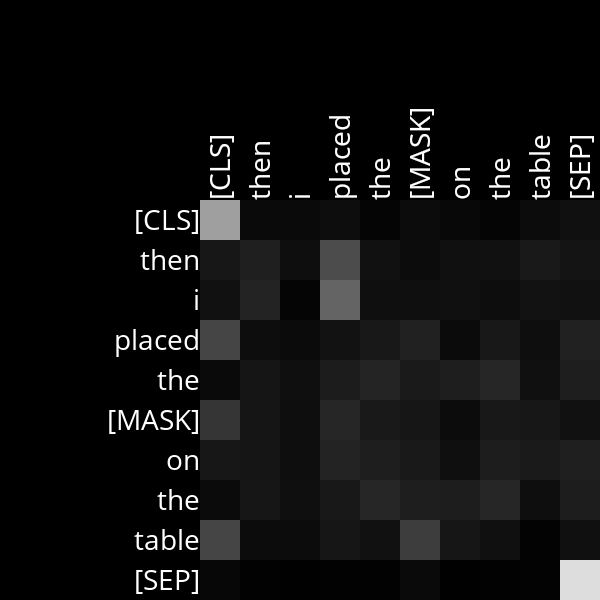 [CLS]
then
i
placed
the
[MASK]
on
the
table
[SEP]
[CLS]
then
i
placed
the
[MASK]
on
the
table
[SEP]